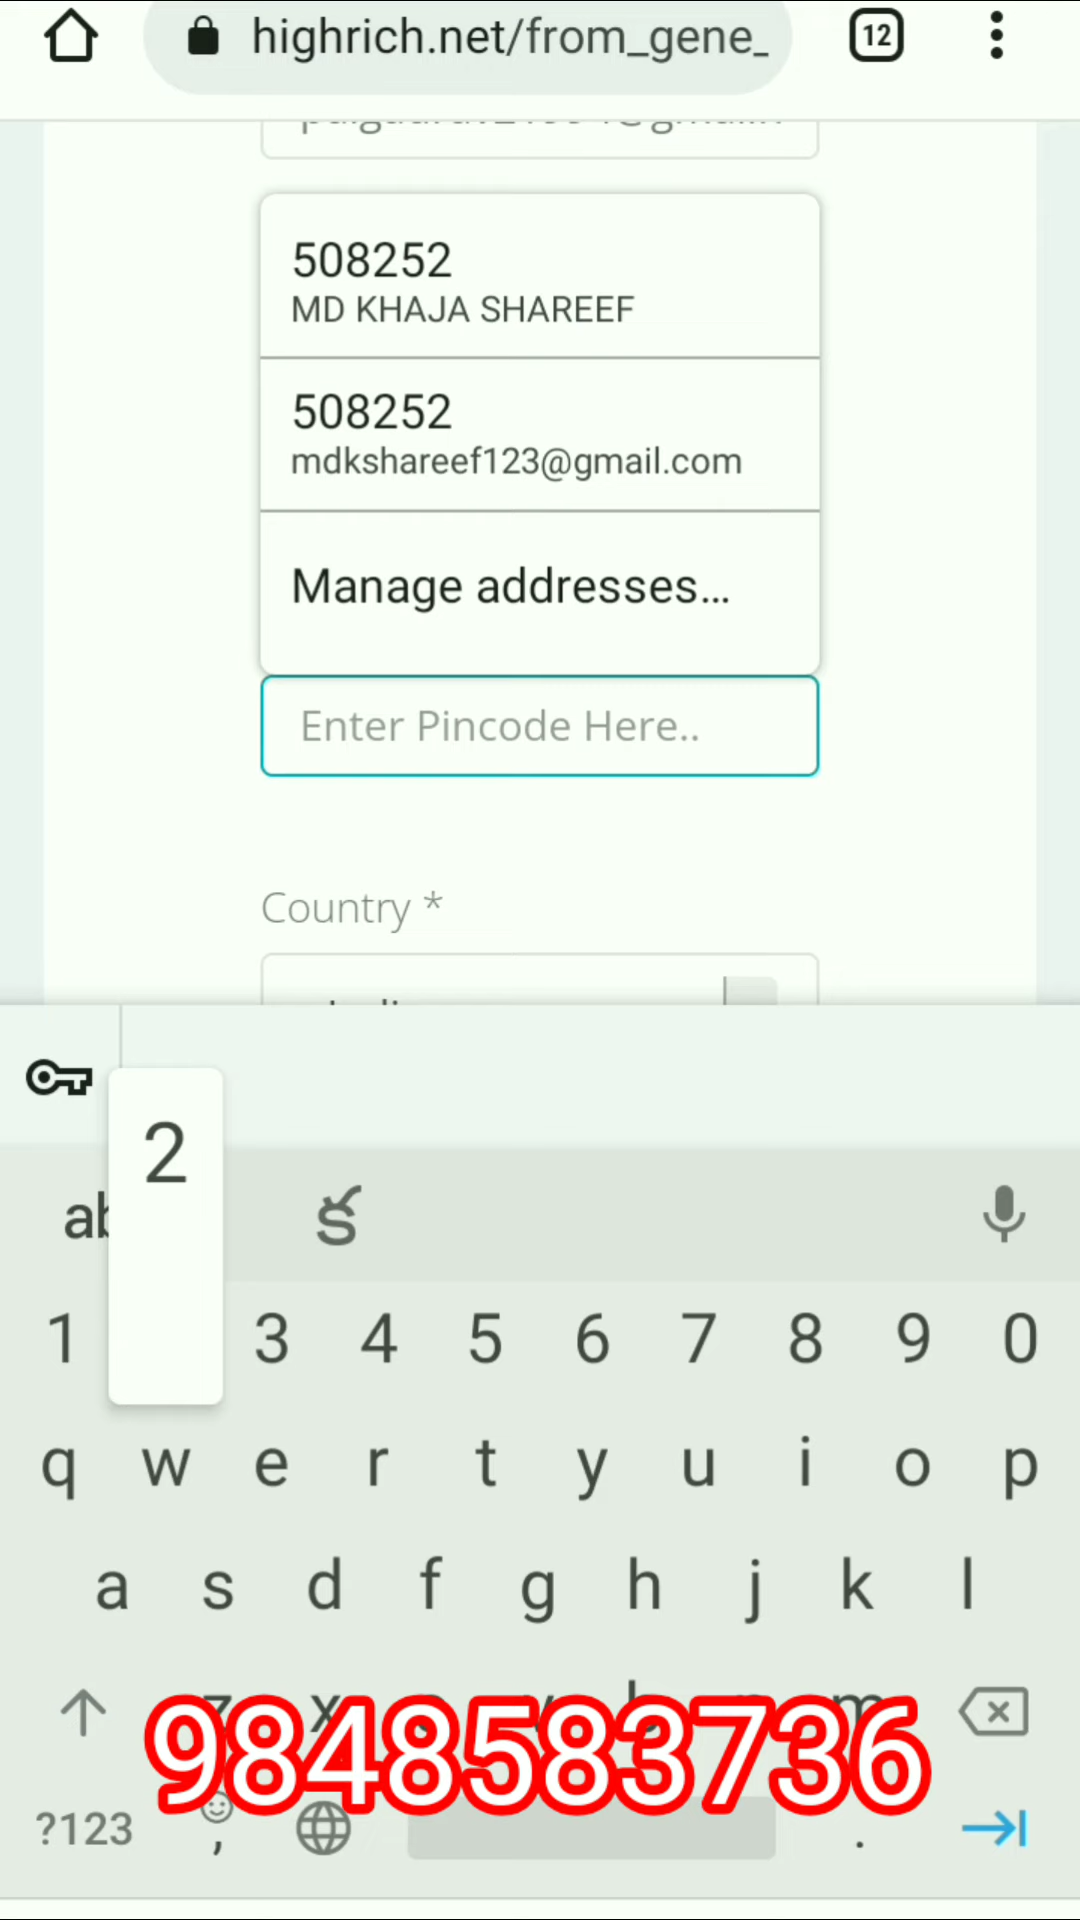 highrich.net/from_gene_
12
508252
MD KHAJA SHAREEF
508252
mdkshareef123@gmail.com
Manage addresses...
Enter Pincode Here..
Country *
2
1 3 4 5 6 7 8 9 0
q w e r t y u i o p
a s d f g h j k l
9848583736
?123 , .